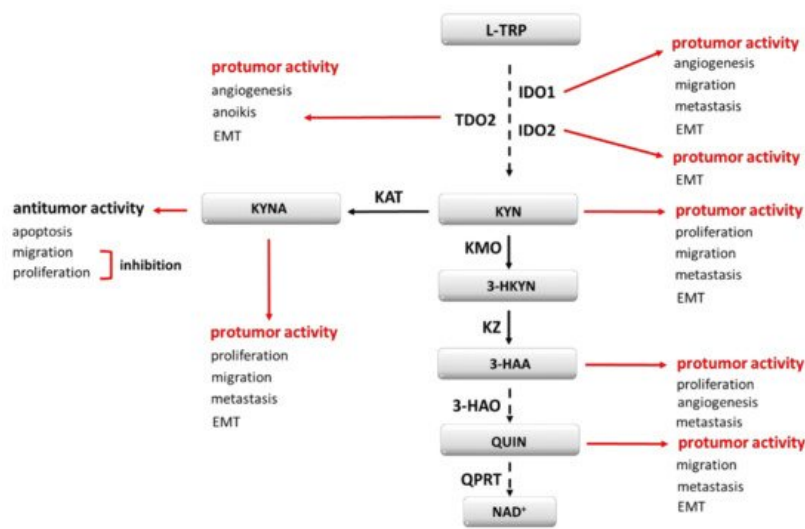 L-TRP
protumor activity
angiogenesis
migration
metastasis
EMT
protumor activity
angiogenesis
anoikis
EMT
IDO1
TDO2
IDO2
protumor activity
EMT
antitumor activity
apoptosis
migration
proliferation
inhibition
KYNA
KAT
KYN
protumor activity
proliferation
migration
metastasis
EMT
KMO
3-HKYN
KZ
protumor activity
proliferation
migration
metastasis
EMT
3-HAA
protumor activity
proliferation
angiogenesis
metastasis
3-HAO
QUIN
protumor activity
migration
metastasis
EMT
QPRT
NAD⁺